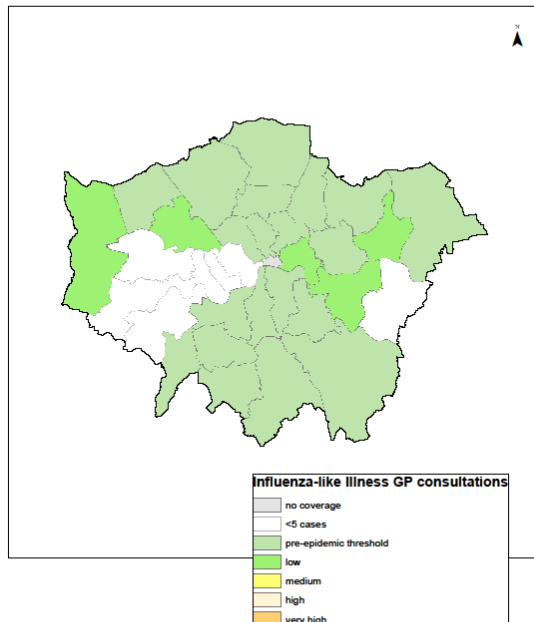 N
Influenza-like Illness GP consultations
no coverage
<5 cases
pre-epidemic threshold
low
medium
high
very high